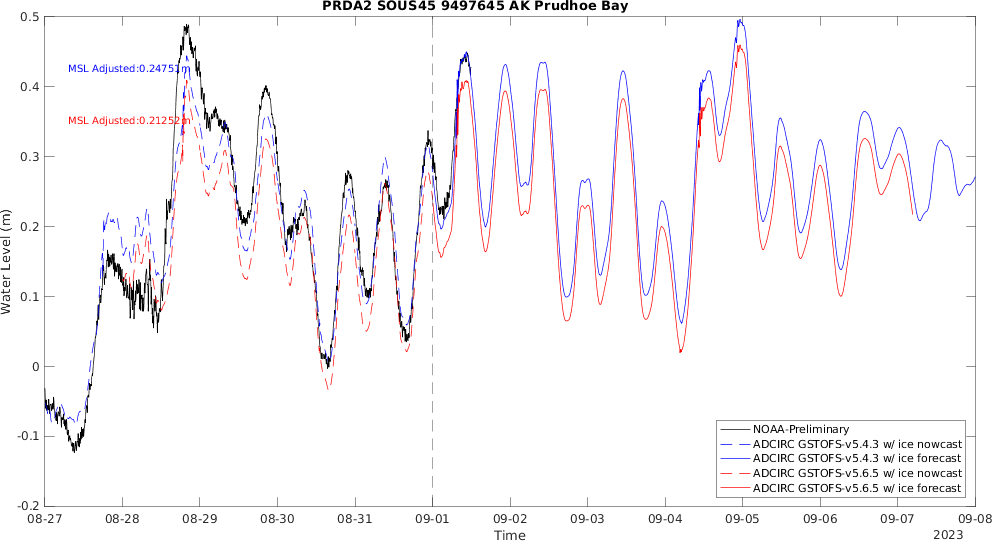 PRDA2 SOUS45 9497645 AK Prudhoe Bay
0.5
0.4
0.3
0.2
0.1
0
-0.1
-0.2
Water Level (m)
MSL Adjusted:0.24751m
MSL Adjusted:0.21252m
NOAA-Preliminary
ADCIRC GSTOFS-v5.4.3 w/ ice nowcast
ADCIRC GSTOFS-v5.4.3 w/ ice forecast
ADCIRC GSTOFS-v5.6.5 w/ ice nowcast
ADCIRC GSTOFS-v5.6.5 w/ ice forecast
08-27 08-28 08-29 08-30 08-31 09-01 09-02 09-03 09-04 09-05 09-06 09-07 09-08
Time
2023